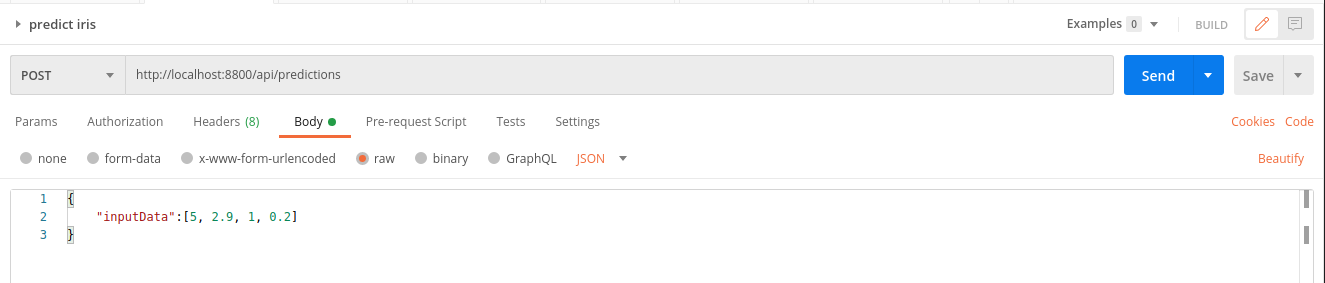 predict iris
Examples 0 BUILD
POST http://localhost:8800/api/predictions Send Save
Params Authorization Headers (8) Body Pre-request Script Tests Settings Cookies Code
none form-data x-www-form-urlencoded raw binary GraphQL JSON Beautify
1 {
2 "inputData":[5, 2.9, 1, 0.2]
3 }